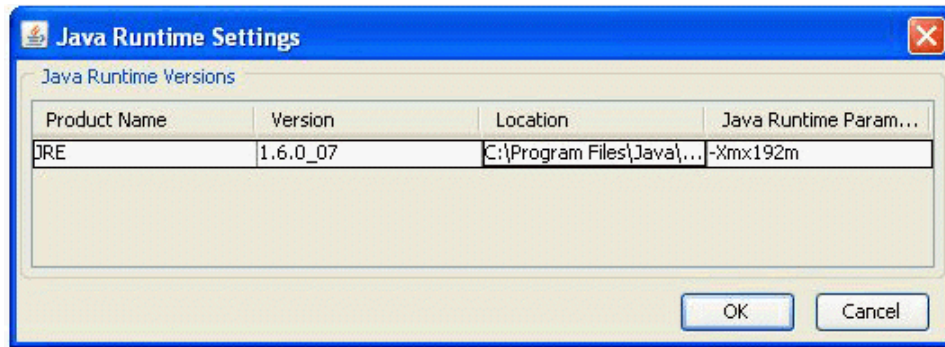 Java Runtime Settings
Java Runtime Versions
Product Name Version Location Java Runtime Param...
JRE 1.6.0_07 C:\Program Files\Java\... -Xmx192m
OK Cancel